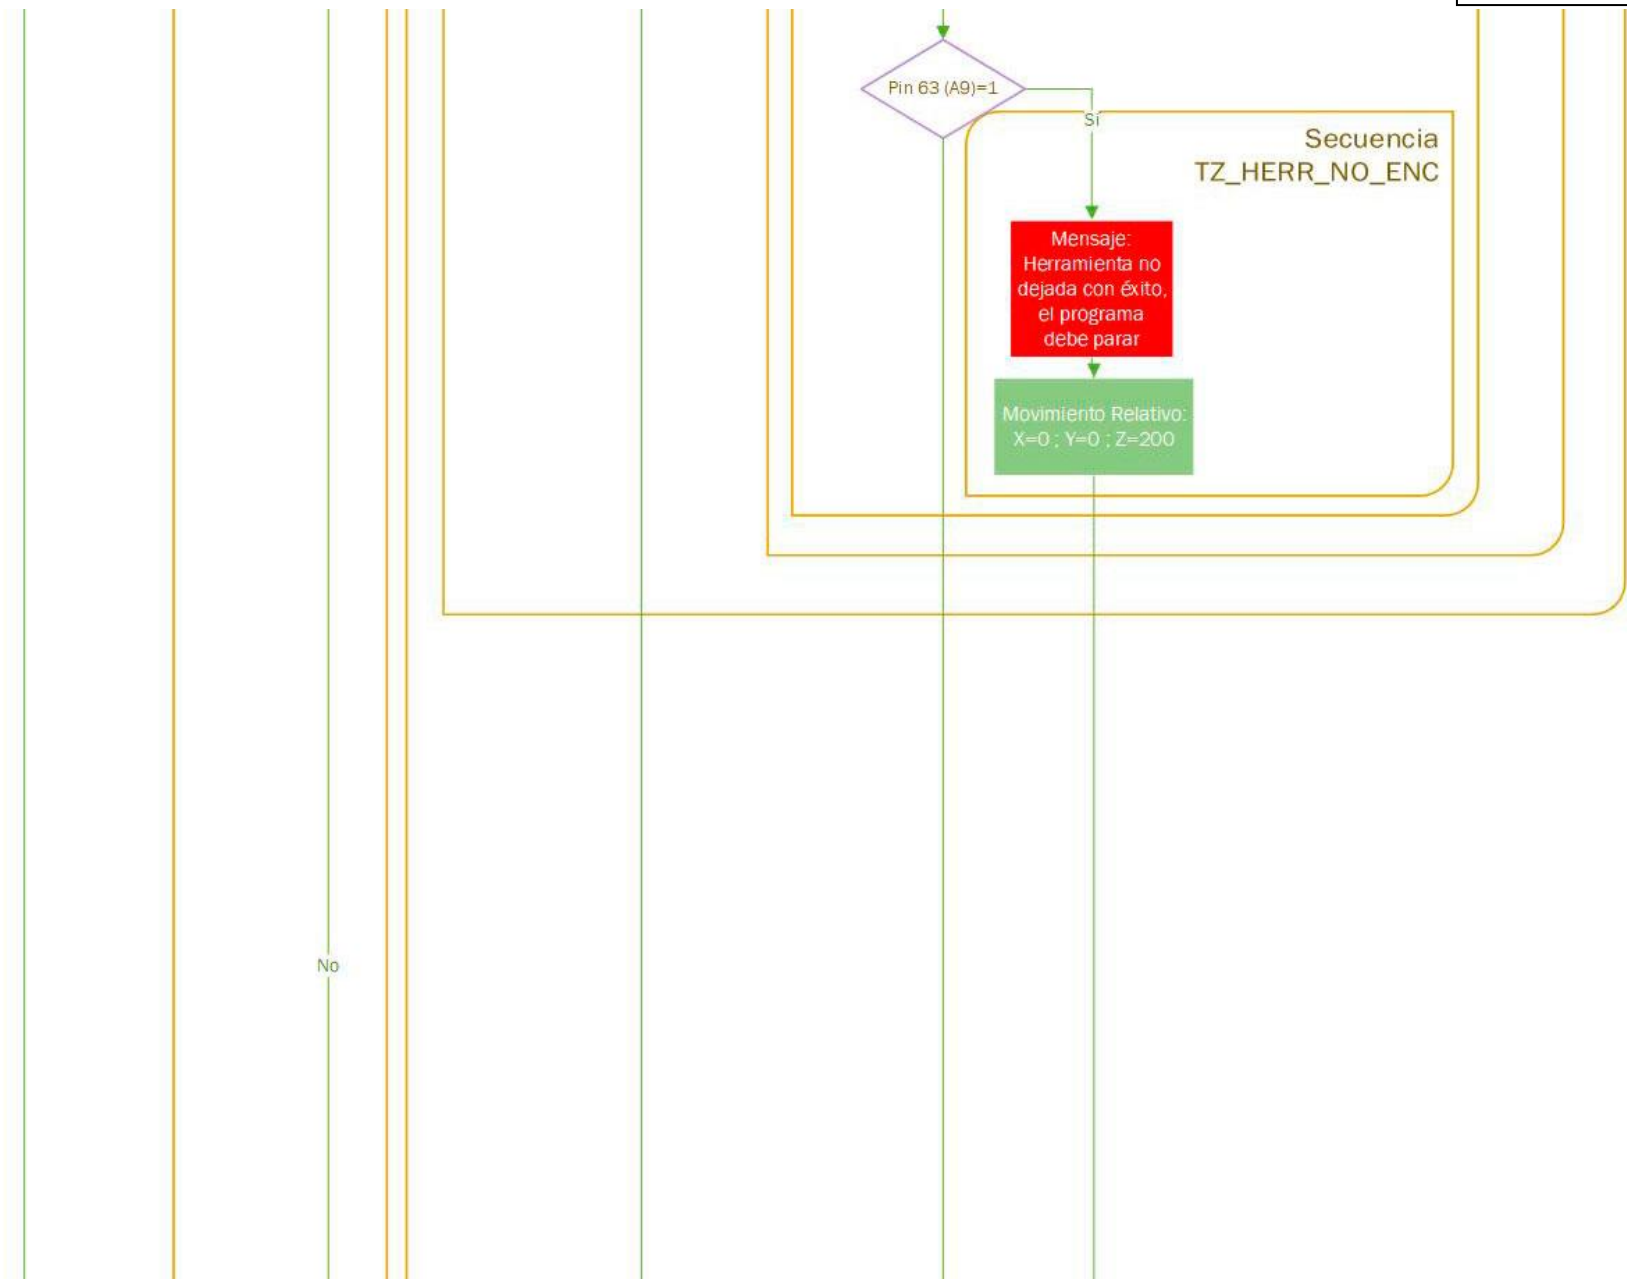 Pin 63 (A9)=1
Sí
Secuencia
TZ_HERR_NO_ENC
Mensaje:
Herramienta no
dejada con éxito,
el programa
debe parar
Movimiento Relativo:
X=0 ; Y=0 ; Z=200
No